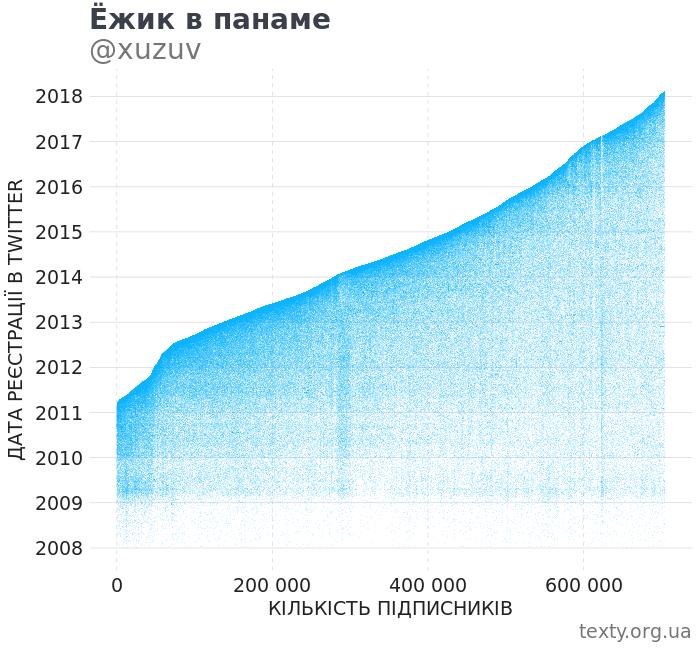 Ёжик в панаме
@xuzuv
ДАТА РЕЄСТРАЦІЇ В TWITTER
2018
2017
2016
2015
2014
2013
2012
2011
2010
2009
2008
0 200 000 400 000 600 000
КІЛЬКІСТЬ ПІДПИСНИКІВ
texty.org.ua